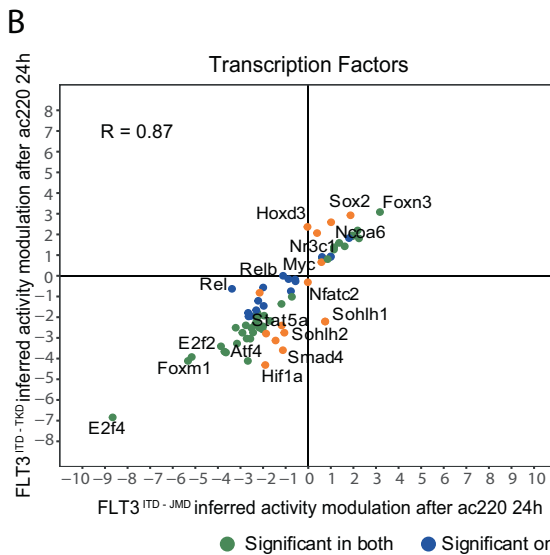 B
Transcription Factors
R = 0.87
8
7
6
5
4
3
2
1
0
−1
−2
−3
−4
−5
−6
−7
−8
FLT3 ITD - TKD inferred activity modulation after ac220 24h
Hoxd3
Sox2
Foxn3
Ncoa6
Nr3c1
Myc
Relb
Rel
Nfatc2
Sohlh1
Stat5a
Sohlh2
E2f2
Atf4
Smad4
Foxm1
Hif1a
E2f4
−10 −9 −8 −7 −6 −5 −4 −3 −2 −1 0 1 2 3 4 5 6 7 8 9 10
FLT3 ITD - JMD inferred activity modulation after ac220 24h
Significant in both Significant or